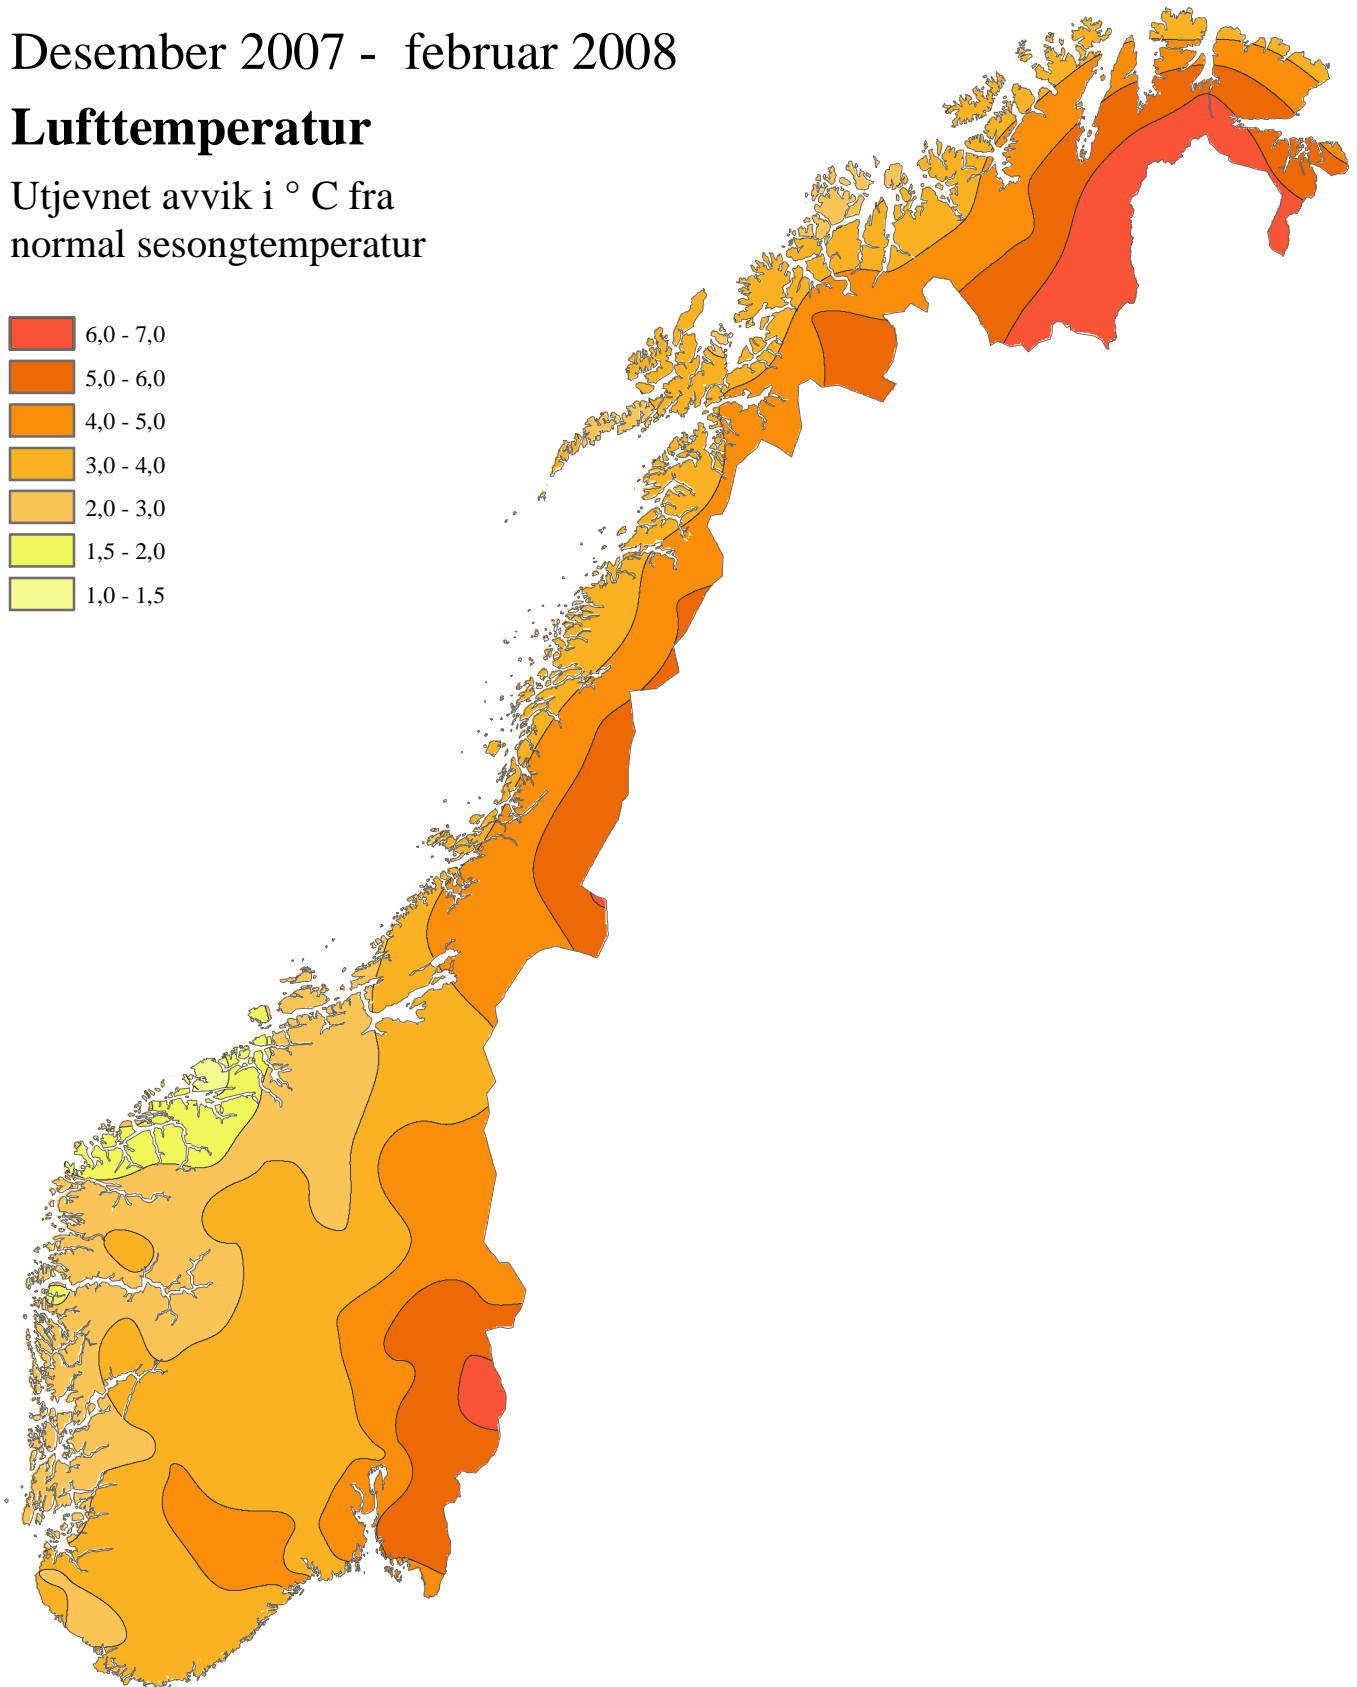 Desember 2007 - februar 2008
Lufttemperatur
Utjevnet avvik i ° C fra
normal sesongtemperatur
6,0 - 7,0
5,0 - 6,0
4,0 - 5,0
3,0 - 4,0
2,0 - 3,0
1,5 - 2,0
1,0 - 1,5